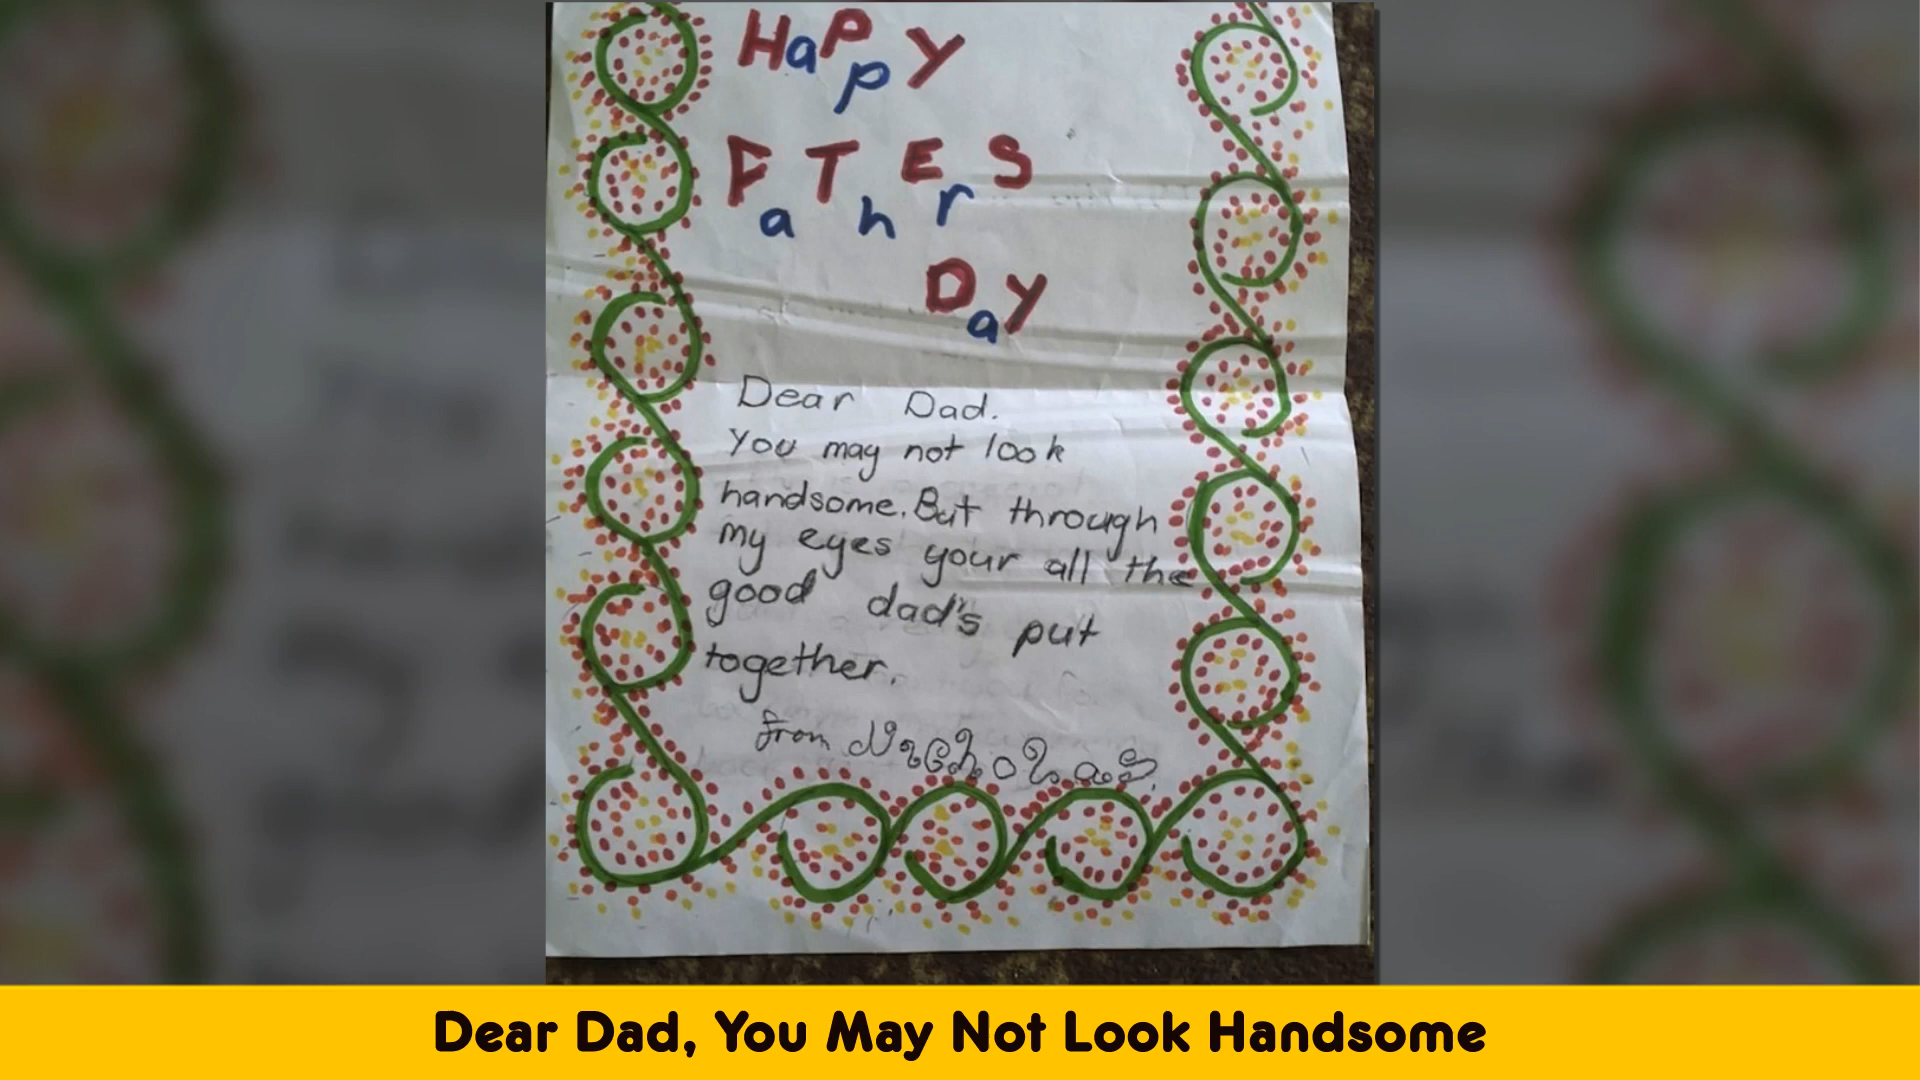 HaPpY
FaThErS
DaY
Dear Dad.
You may not look
handsome. But through
my eyes your all the
good dad's put
together.
from Nicholas.
Dear Dad, You May Not Look Handsome